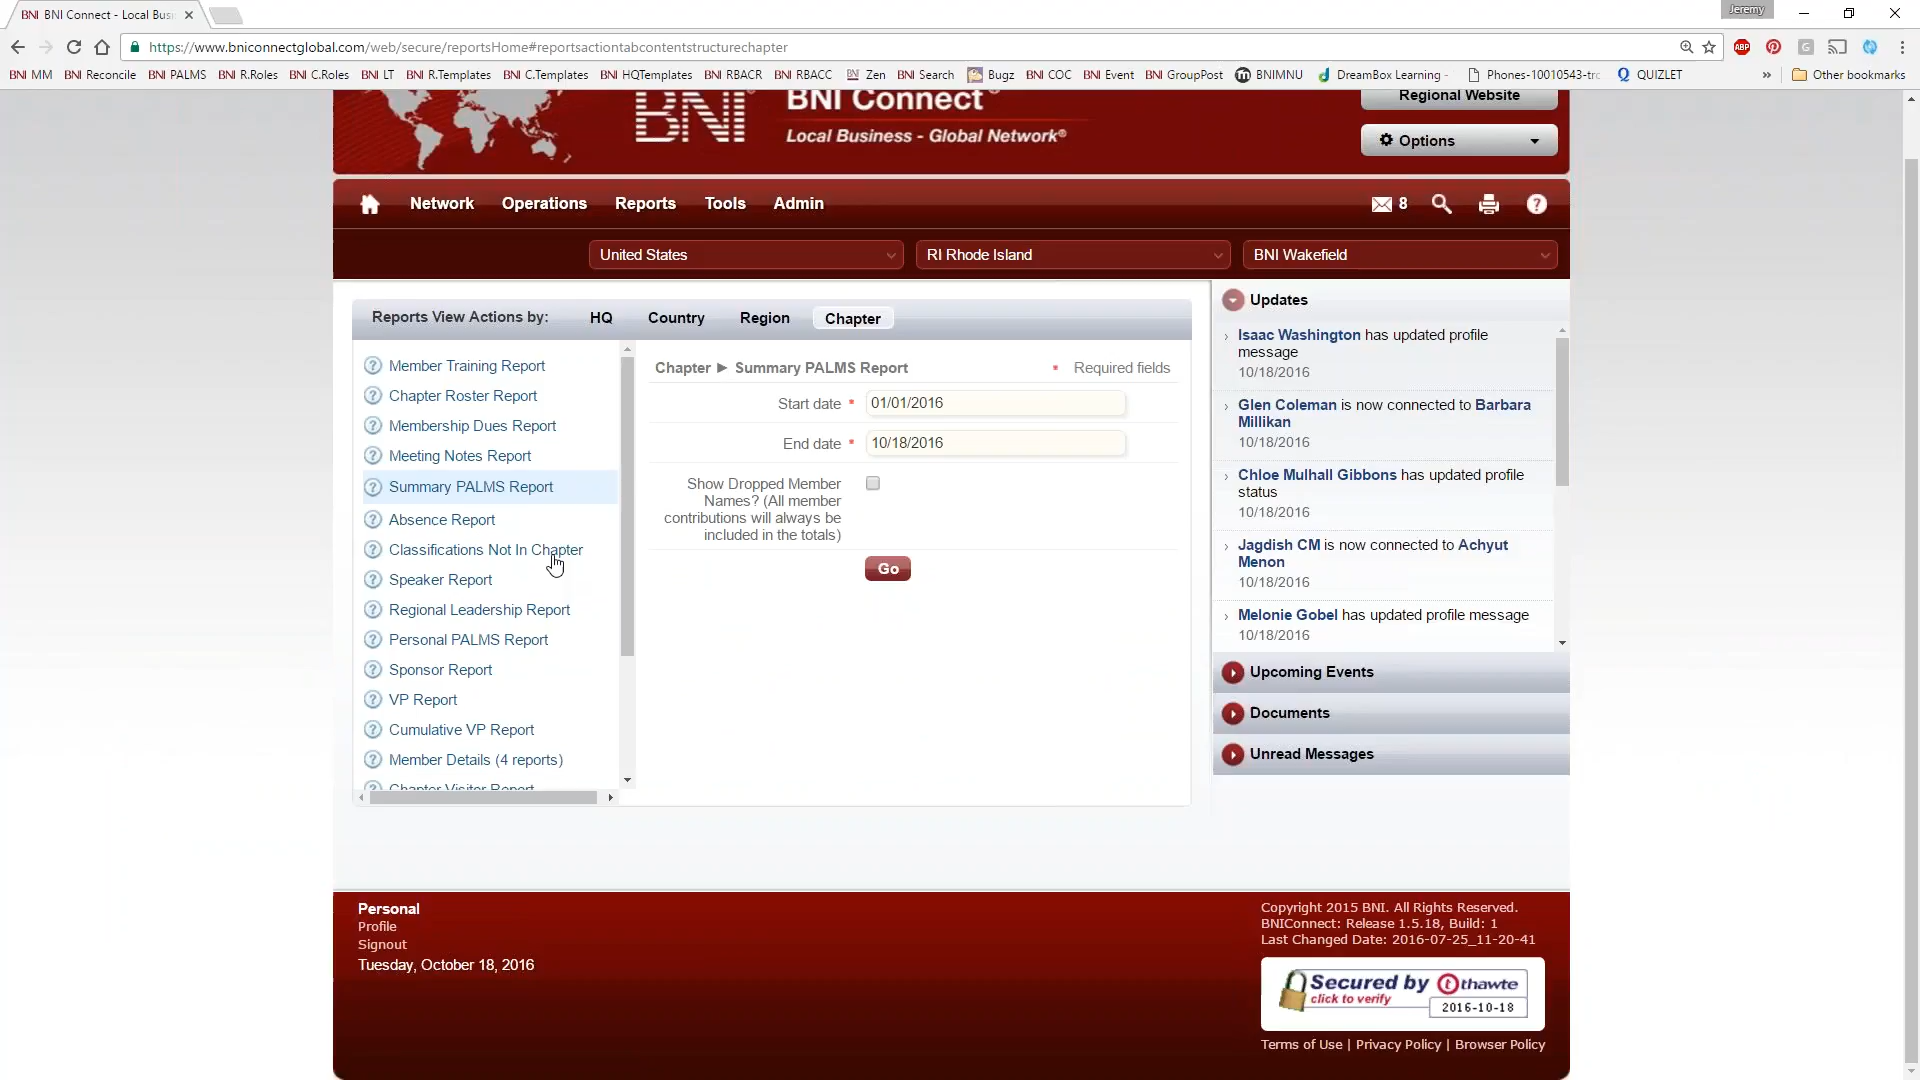 BNI BNI Connect - Local Busi
Jeremy
https://www.bniconnectglobal.com/web/secure/reportsHome#reportsactiontabcontentstructurechapter
ABP
BNI MM BNI Reconcile BNI PALMS BNI R.Roles BNI C.Roles BNI LT BNI R.Templates BNI C.Templates BNI HQTemplates BNI RBACR BNI RBACC BNI Zen BNI Search Bugz BNI COC BNI Event BNI GroupPost BNIMNU DreamBox Learning - Phones-10010543-trc QUIZLET » Other bookmarks
BNI BNI Connect®
Local Business - Global Network®
Regional Website
Options
Network Operations Reports Tools Admin 8
United States RI Rhode Island BNI Wakefield
Reports View Actions by: HQ Country Region Chapter
Member Training Report
Chapter Roster Report
Membership Dues Report
Meeting Notes Report
Summary PALMS Report
Absence Report
Classifications Not In Chapter
Speaker Report
Regional Leadership Report
Personal PALMS Report
Sponsor Report
VP Report
Cumulative VP Report
Member Details (4 reports)
Chapter Visitor Report
Chapter ► Summary PALMS Report * Required fields
Start date * 01/01/2016
End date * 10/18/2016
Show Dropped Member
Names? (All member
contributions will always be
included in the totals)
Go
Updates
Isaac Washington has updated profile
message
10/18/2016
Glen Coleman is now connected to Barbara
Millikan
10/18/2016
Chloe Mulhall Gibbons has updated profile
status
10/18/2016
Jagdish CM is now connected to Achyut
Menon
10/18/2016
Melonie Gobel has updated profile message
10/18/2016
Upcoming Events
Documents
Unread Messages
Personal
Profile
Signout
Tuesday, October 18, 2016
Copyright 2015 BNI. All Rights Reserved.
BNIConnect: Release 1.5.18, Build: 1
Last Changed Date: 2016-07-25_11-20-41
Secured by thawte
click to verify
2016-10-18
Terms of Use | Privacy Policy | Browser Policy